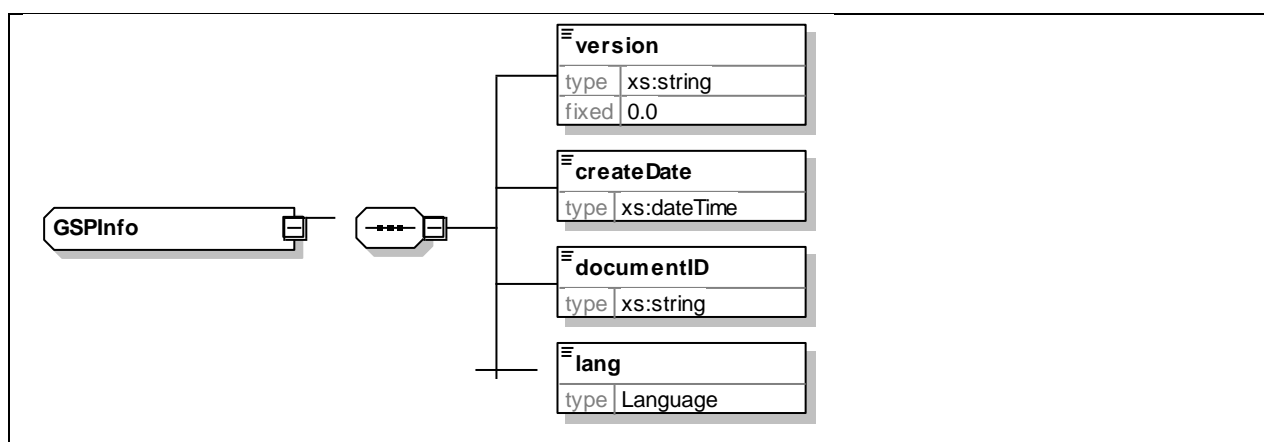 version
type xs:string
fixed 0.0
createDate
type xs:dateTime
GSPInfo
documentID
type xs:string
lang
type Language